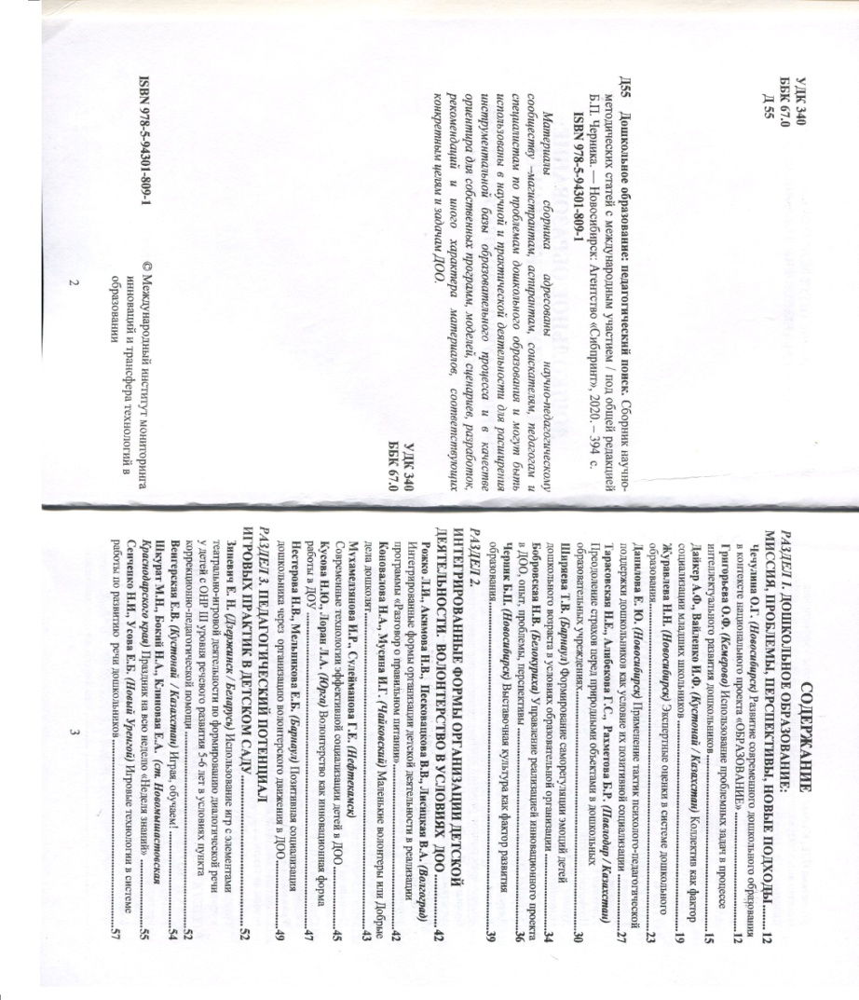 УДК 340
ББК 67.0
Д 55
Д55 Дошкольное образование: педагогический поиск. Сборник научно-
методических статей с международным участием / под общей редакцией
Б.П. Черника. — Новосибирск: Агентство «Сибпринт», 2020. – 394 с.
ISBN 978-5-94301-809-1
Материалы сборника адресованы научно-педагогическому
сообществу –магистрантам, аспирантам, соискателям, педагогам и
специалистам по проблемам дошкольного образования и могут быть
использованы в научной и практической деятельности для расширения
инструментальной базы образовательного процесса и в качестве
ориентира для собственных программ, моделей, сценариев, разработок,
рекомендаций и иного характера материалов, соответствующих
конкретным целям и задачам ДОО.
УДК 340
ББК 67.0
ISBN 978-5-94301-809-1
© Международный институт мониторинга
инноваций и трансфера технологий в
образовании
2
СОДЕРЖАНИЕ
РАЗДЕЛ 1. ДОШКОЛЬНОЕ ОБРАЗОВАНИЕ:
МИССИЯ, ПРОБЛЕМЫ, ПЕРСПЕКТИВЫ, НОВЫЕ ПОДХОДЫ....... 12
Чечулина О.Г. (Новосибирск) Развитие современного дошкольного образования
в контексте национального проекта «ОБРАЗОВАНИЕ» ............ 12
Григорьева О.Ф. (Кемерово) Использование проблемных задач в процессе
интеллектуального развития дошкольников............ 15
Дайкер А.Ф., Вайленко И.Ф. (Кустонай / Казахстан) Коллектив как фактор
социализации младших школьников ............ 19
Журавлева Н.Н. (Новосибирск) Экспертные оценки в системе дошкольного
образования............ 23
Данилова Е. Ю. (Новосибирск) Применение тактик психолого-педагогической
поддержки как условие их позитивной социализации ............ 27
Тарасовская Н.Е., Алибекова Г.С., Рахметова Б.Р. (Павлодар / Казахстан)
Преодоление страхов перед природными объектами в дошкольных
образовательных учреждениях............ 30
Ширяева Т.В. (Барнаул) Формирование саморегуляции эмоций детей
дошкольного возраста в условиях образовательной организации ............ 34
Бобровская Н.В. (Белокуриха) Управление реализацией инновационного проекта
в ДОО, опыт, проблемы, перспективы ............ 36
Черник Б.П. (Новосибирск) Выставочная культура как фактор развития
образования............ 39
РАЗДЕЛ 2.
ИНТЕГРИРОВАННЫЕ ФОРМЫ ОРГАНИЗАЦИИ ДЕТСКОЙ
ДЕЯТЕЛЬНОСТИ. ВОЛОНТЕРСТВО В УСЛОВИЯХ ДОО ............ 42
Рожко Л.И., Акимова Н.В., Песковацкова В.В., Лисицкая В.А. (Волгоград)
Интегрированные формы организации детской деятельности в реализации
программы «Разговор о правильном питании»............ 42
Коновалова Н.А., Мусина И.Г. (Чайковский) Маленькие волонтеры или Добрые
дела дошколят............ 43
Мухамедянова И.Р., Сулейманова Г.Е. (Нефтекамск)
Современные технологии эффективной социализации детей в ДОО............ 45
Кусова Н.Ю., Лоран Л.А. (Юрга) Волонтерство как инновационная форма
работы в ДОУ ............ 47
Нестерова Н.В., Мельникова Е.Б. (Барнаул) Позитивная социализация
дошкольника через организацию волонтерского движения в ДОО............ 49
РАЗДЕЛ 3. ПЕДАГОГИЧЕСКИЙ ПОТЕНЦИАЛ
ИГРОВЫХ ПРАКТИК В ДЕТСКОМ САДУ............ 52
Зиневич Е. Н. (Дзержинск / Беларусь) Использование игр с элементами
театрально-игровой деятельности по формированию диалогической речи
у детей с ОНР III уровня речевого развития 5-6 лет в условиях пункта
коррекционно-педагогической помощи ............ 52
Венгерская Е.В. (Кустонай / Казахстан) Играя, обучаем! ............ 54
Шкурат М.Н., Бокий Н.А., Клиновая Е.А. (ст. Новомышастовская
Краснодарского края) Праздник на всю неделю «Неделя знаний» ............ 55
Сенченко Н.И., Усова Е.Б. (Новый Уренгой) Игровые технологии в системе
работы по развитию речи дошкольников............ 57
3